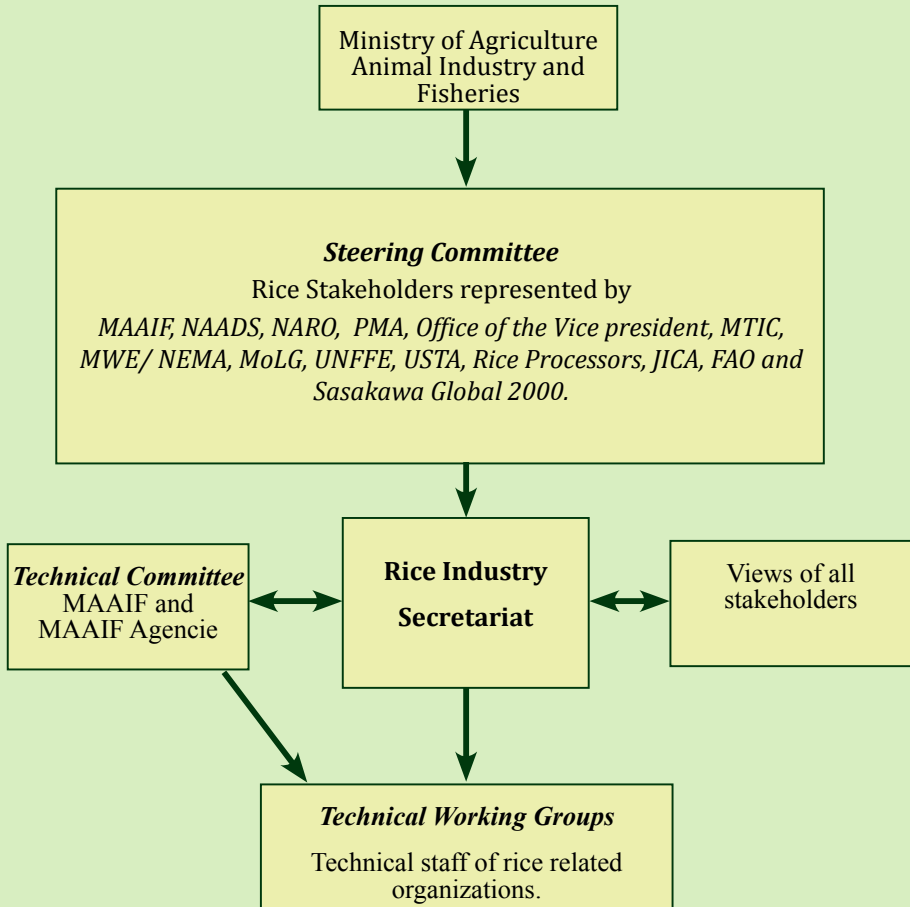 Ministry of Agriculture
Animal Industry and
Fisheries
Steering Committee
Rice Stakeholders represented by
MAAIF, NAADS, NARO, PMA, Office of the Vice president, MTIC,
MWE/ NEMA, MoLG, UNFFE, USTA, Rice Processors, JICA, FAO and
Sasakawa Global 2000.
Technical Committee
MAAIF and
MAAIF Agencie
Rice Industry
Secretariat
Views of all
stakeholders
Technical Working Groups
Technical staff of rice related
organizations.